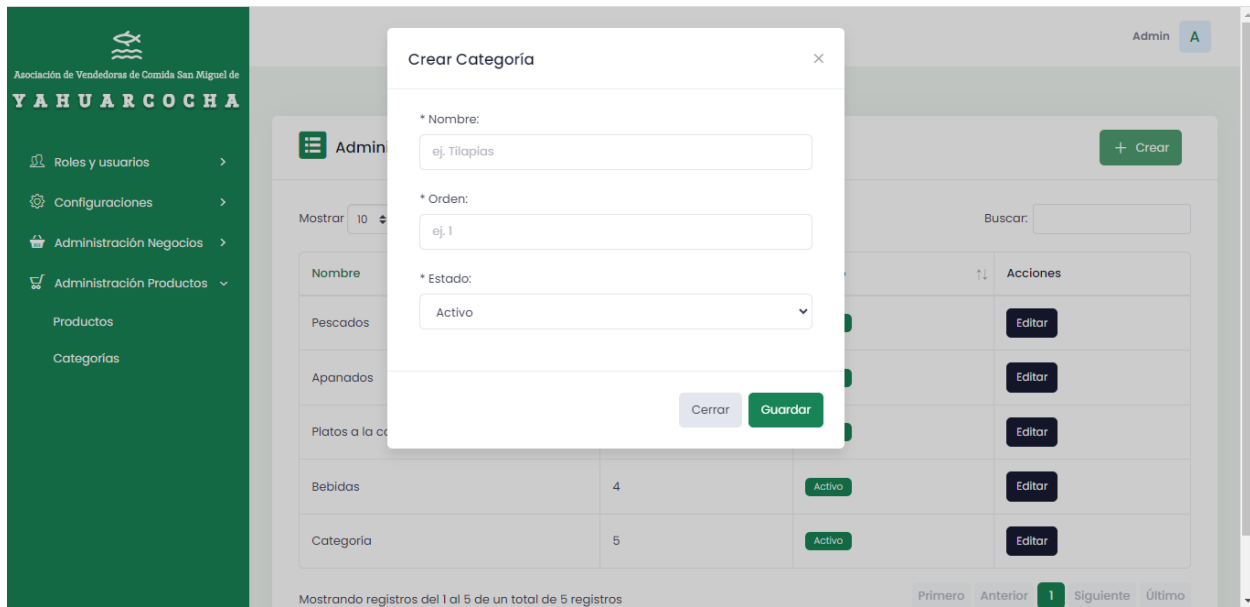 Asociación de Vendedoras de Comida San Miguel de
YAHUARCOCHA
Roles y usuarios
Configuraciones
Administración Negocios
Administración Productos
Productos
Categorías
Admin A
Crear
Mostrar 10
Buscar:
Nombre
Acciones
Pescados Editar
Apanados Editar
Platos a la Editar
Bebidas 4 Activo Editar
Categoría 5 Activo Editar
Mostrando registros del 1 al 5 de un total de 5 registros
Primero Anterior 1 Siguiente Último
Crear Categoría
* Nombre:
ej. Tilapias
* Orden:
ej. 1
* Estado:
Activo
Cerrar Guardar